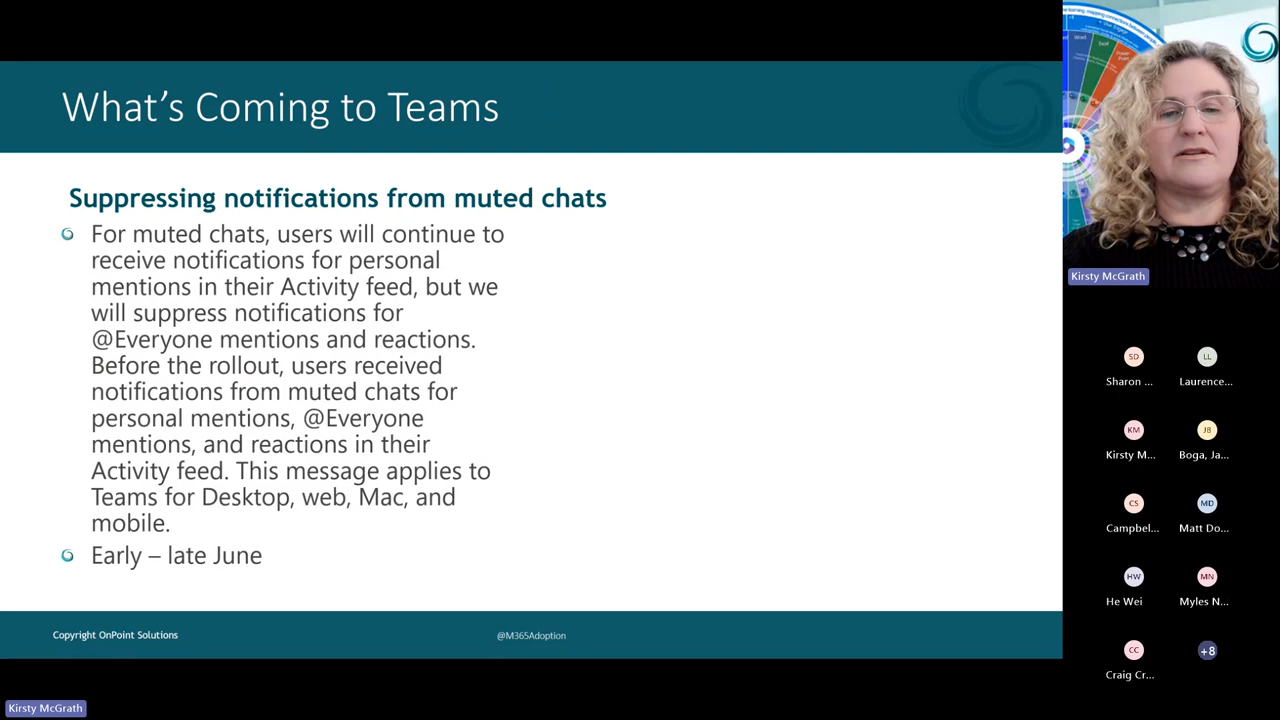 What's Coming to Teams
Suppressing notifications from muted chats
For muted chats, users will continue to
receive notifications for personal
mentions in their Activity feed, but we
will suppress notifications for
@Everyone mentions and reactions.
Before the rollout, users received
notifications from muted chats for
personal mentions, @Everyone
mentions, and reactions in their
Activity feed. This message applies to
Teams for Desktop, web, Mac, and
mobile.
Early – late June
Copyright OnPoint Solutions
@M365Adoption
Kirsty McGrath
Word
Excel
Kirsty McGrath
SD
LL
Sharon ...
Laurence...
KM
JB
Kirsty M...
Boga, Ja...
CS
MD
Campbel...
Matt Do...
HW
MN
He Wei
Myles N...
CC
+8
Craig Cr...